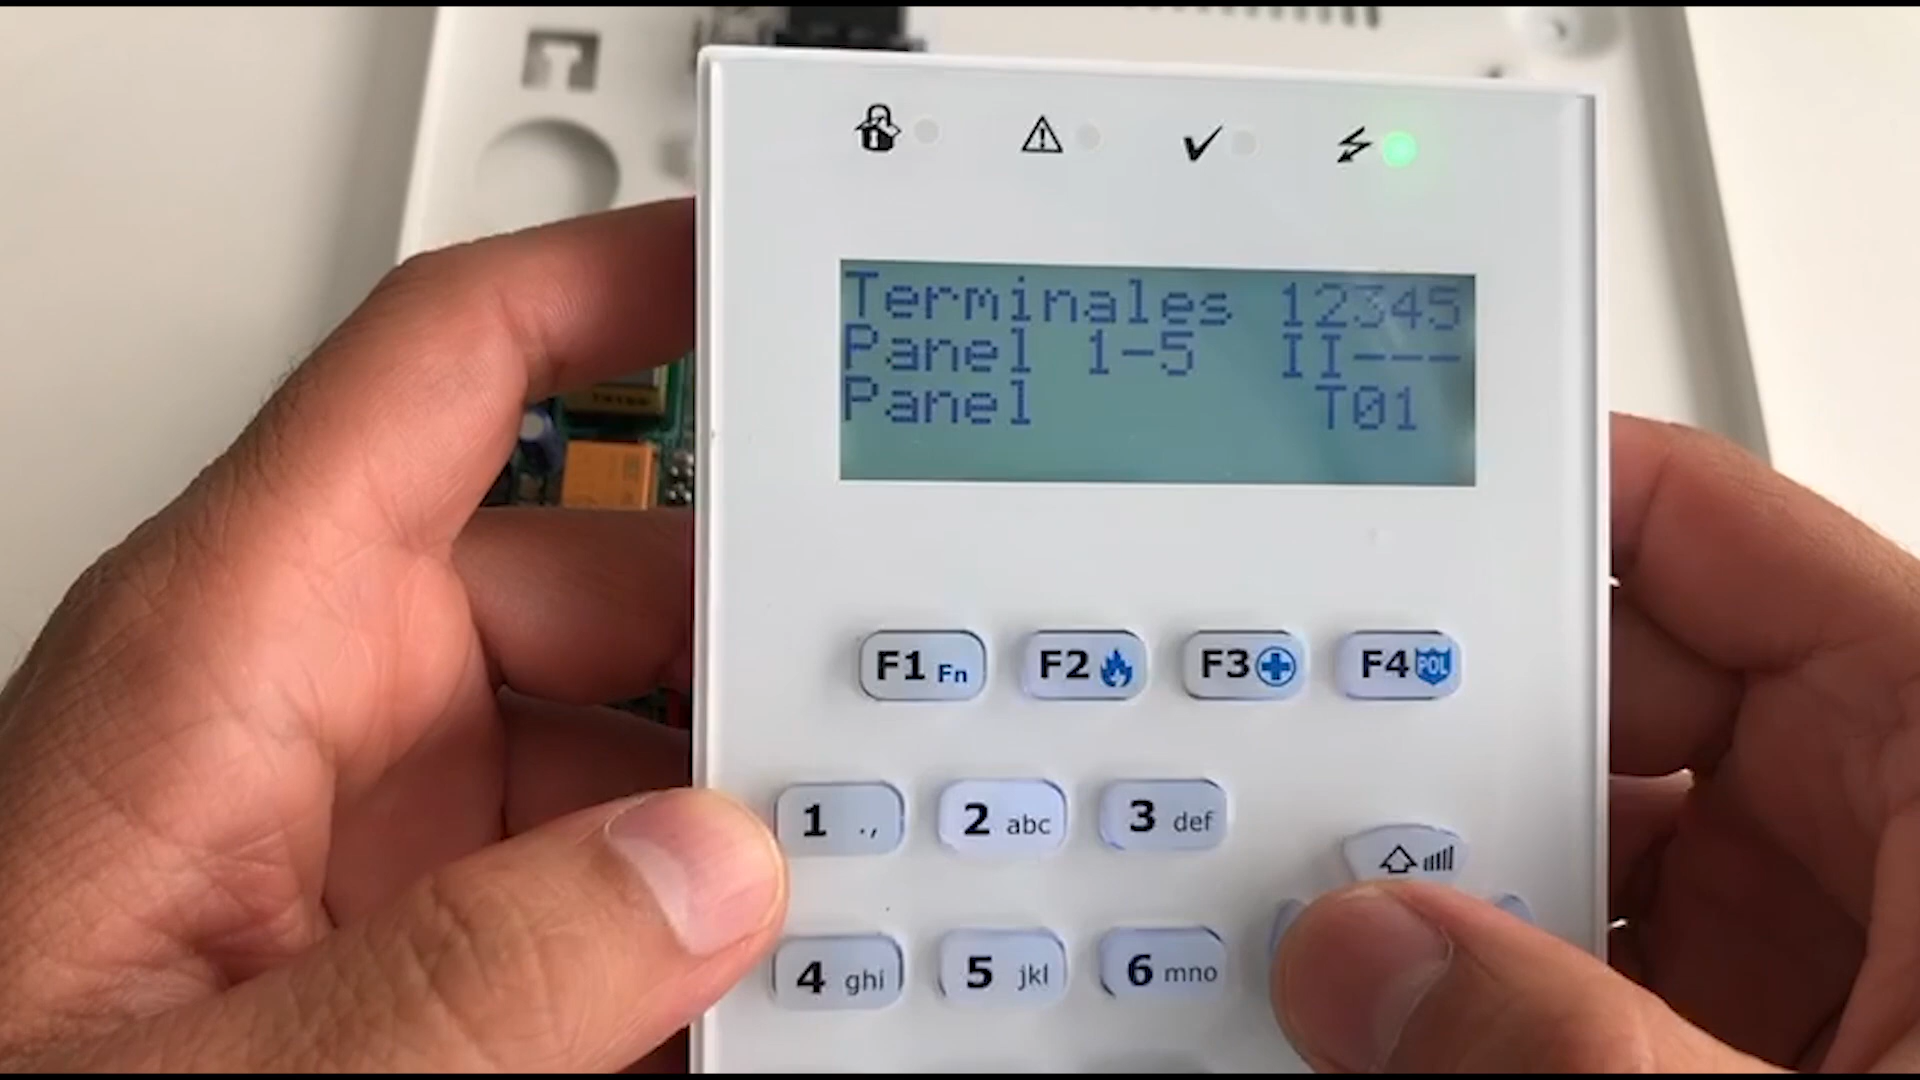 Terminales 12345
Panel 1-5 II---
Panel T01
F1 Fn F2 F3 F4 POL
1 ., 2 abc 3 def
4 ghi 5 jkl 6 mno